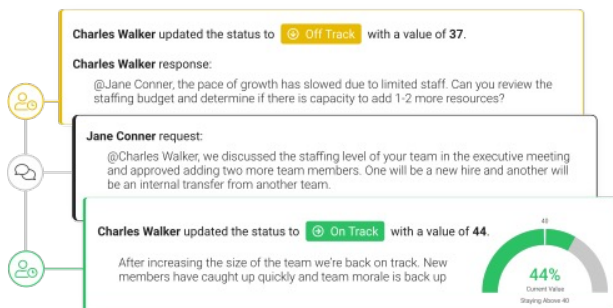 Charles Walker updated the status to Off Track with a value of 37.
Charles Walker response:
@Jane Conner, the pace of growth has slowed due to limited staff. Can you review the
staffing budget and determine if there is capacity to add 1-2 more resources?
Jane Conner request:
@Charles Walker, we discussed the staffing level of your team in the executive meeting
and approved adding two more team members. One will be a new hire and another will
be an internal transfer from another team.
Charles Walker updated the status to On Track with a value of 44.
After increasing the size of the team we're back on track. New
members have caught up quickly and team morale is back up
40
44%
Current Value
Staying Above 40